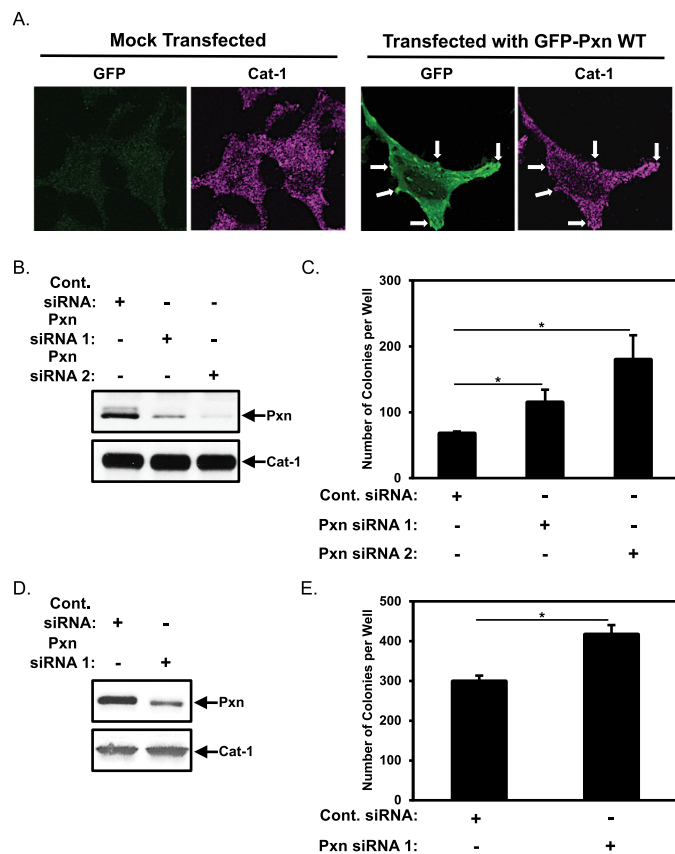 A.
Mock Transfected
Transfected with GFP-Pxn WT
GFP
Cat-1
GFP
Cat-1
B.
Cont.
siRNA: + - -
Pxn
siRNA 1: - + -
Pxn
siRNA 2: - - +
Pxn
Cat-1
C.
Number of Colonies per Well
300
200
100
0
*
*
Cont. siRNA: + - -
Pxn siRNA 1: - + -
Pxn siRNA 2: - - +
D.
Cont.
siRNA: + -
Pxn
siRNA 1: - +
Pxn
Cat-1
E.
Number of Colonies per Well
500
400
300
200
100
0
*
Cont. siRNA: + -
Pxn siRNA 1: - +